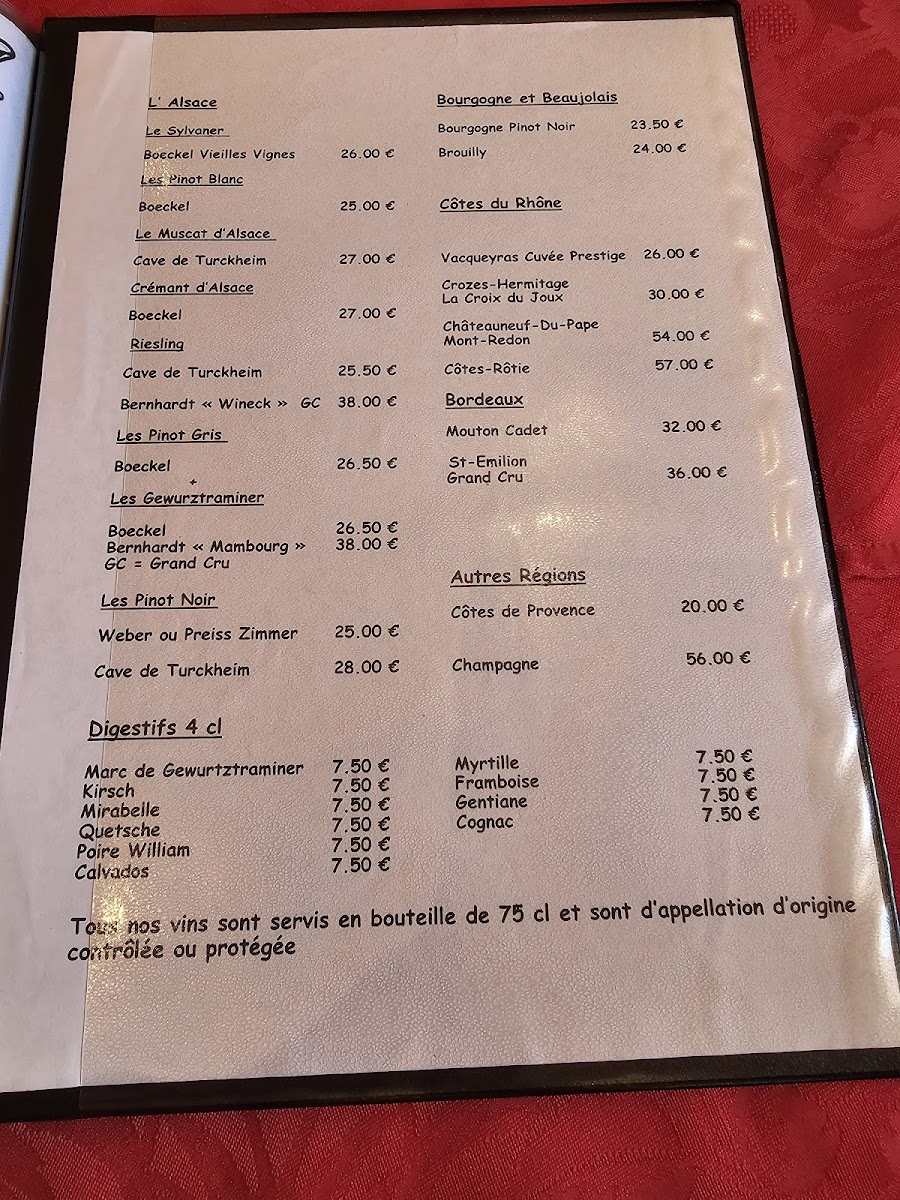 L' Alsace
Le Sylvaner
Boeckel Vieilles Vignes 26.00 €
Les Pinot Blanc
Boeckel 25.00 €
Le Muscat d'Alsace
Cave de Turckheim 27.00 €
Crémant d'Alsace
Boeckel 27.00 €
Riesling
Cave de Turckheim 25.50 €
Bernhardt « Wineck » GC 38.00 €
Les Pinot Gris
Boeckel 26.50 €
+
Les Gewurztraminer
Boeckel 26.50 €
Bernhardt « Mambourg » 38.00 €
GC = Grand Cru
Les Pinot Noir
Weber ou Preiss Zimmer 25.00 €
Cave de Turckheim 28.00 €
Bourgogne et Beaujolais
Bourgogne Pinot Noir 23.50 €
Brouilly 24.00 €
Côtes du Rhône
Vacqueyras Cuvée Prestige 26.00 €
Crozes-Hermitage
La Croix du Joux 30.00 €
Châteauneuf-Du-Pape
Mont-Redon 54.00 €
Côtes-Rôtie 57.00 €
Bordeaux
Mouton Cadet 32.00 €
St-Emilion
Grand Cru 36.00 €
Autres Régions
Côtes de Provence 20.00 €
Champagne 56.00 €
Digestifs 4 cl
Marc de Gewurtztraminer 7.50 €
Kirsch 7.50 €
Mirabelle 7.50 €
Quetsche 7.50 €
Poire William 7.50 €
Calvados 7.50 €
Myrtille 7.50 €
Framboise 7.50 €
Gentiane 7.50 €
Cognac 7.50 €
Tous nos vins sont servis en bouteille de 75 cl et sont d'appellation d'origine
contrôlée ou protégée